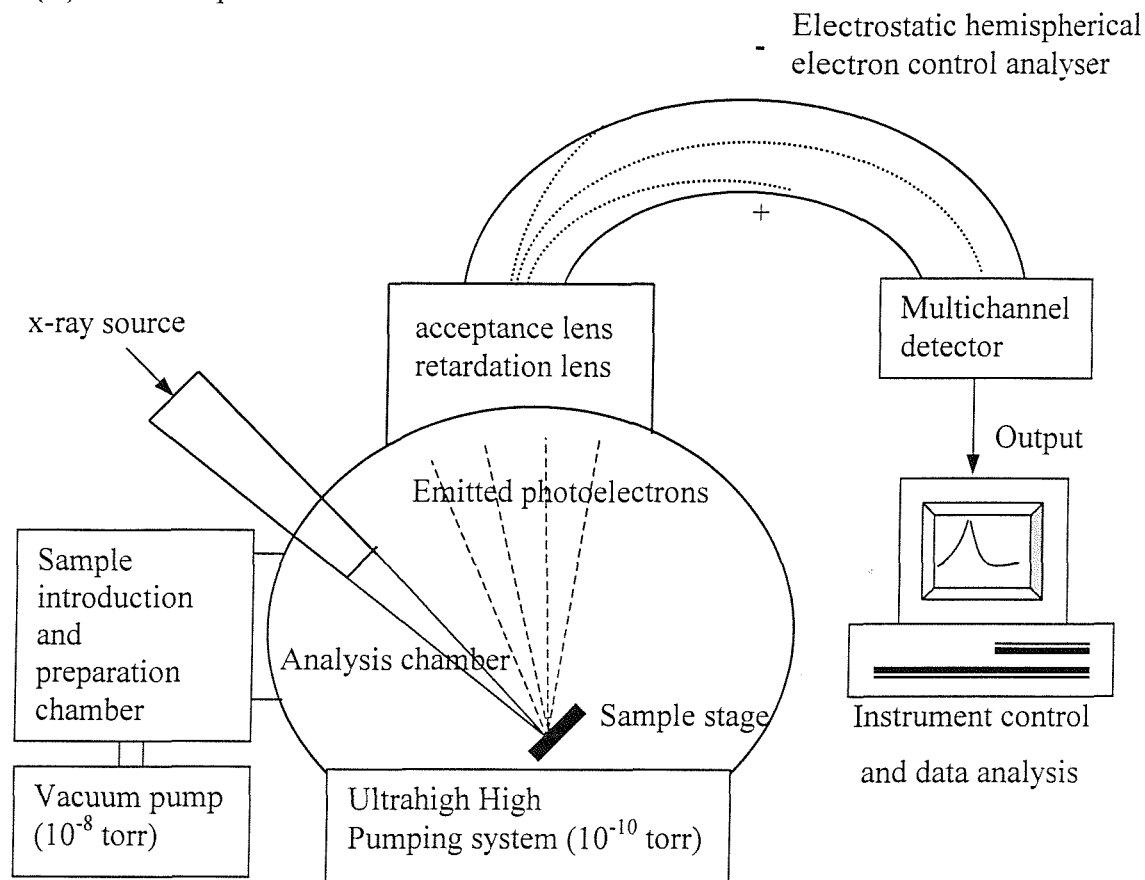 -
Electrostatic hemispherical
electron control analyser
+
x-ray source
acceptance lens
retardation lens
Multichannel
detector
Output
Emitted photoelectrons
Sample
introduction
and
preparation
chamber
Analysis chamber
Sample stage
Instrument control
and data analysis
Vacuum pump
(10⁻⁸ torr)
Ultrahigh High
Pumping system (10⁻¹⁰ torr)